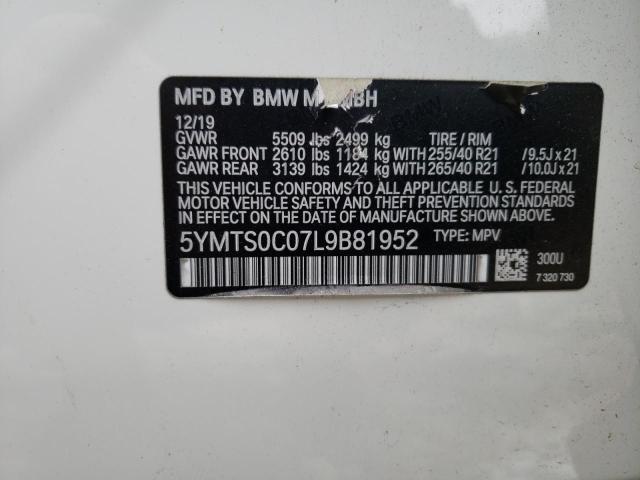 MFD BY BMW M GMBH
12/19
GVWR 5509 lbs 2499 kg TIRE / RIM
GAWR FRONT 2610 lbs 1184 kg WITH 255/40 R21 /9.5J x 21
GAWR REAR 3139 lbs 1424 kg WITH 265/40 R21 /10.0J x 21
THIS VEHICLE CONFORMS TO ALL APPLICABLE U. S. FEDERAL
MOTOR VEHICLE SAFETY AND THEFT PREVENTION
STANDARDS IN EFFECT ON THE DATE OF MANUFACTURE SHOWN ABOVE.
5YMTS0C07L9B81952 TYPE: MPV
300U
7 320 730